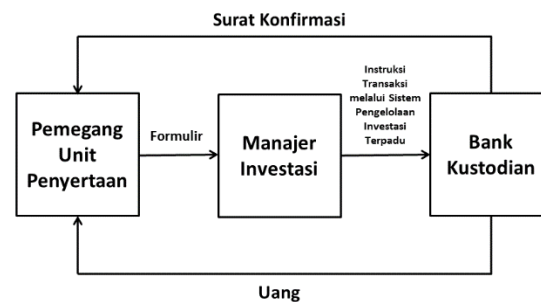 Surat Konfirmasi
Pemegang
Unit
Penyertaan
Formulir
Manajer
Investasi
Instruksi
Transaksi
melalui Sistem
Pengelolaan
Investasi
Terpadu
Bank
Kustodian
Uang